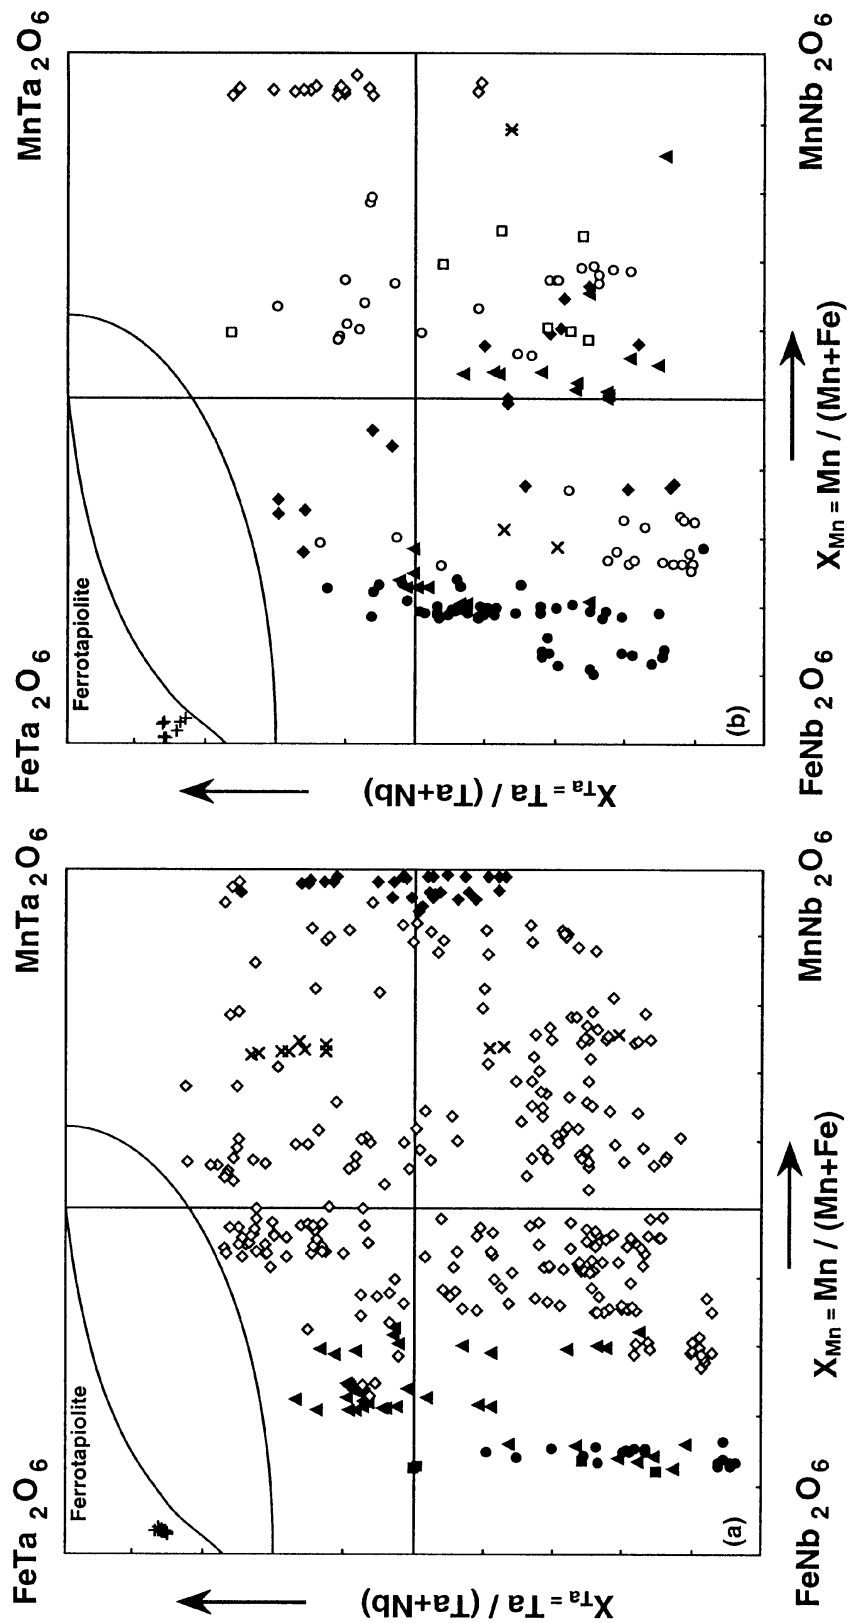 FeTa2O6
MnTa2O6
Ferrotapiolite
(a)
FeNb2O6
MnNb2O6
XTa = Ta / (Ta+Nb)
XMn = Mn / (Mn+Fe)
FeTa2O6
MnTa2O6
Ferrotapiolite
(b)
FeNb2O6
MnNb2O6
XTa = Ta / (Ta+Nb)
XMn = Mn / (Mn+Fe)